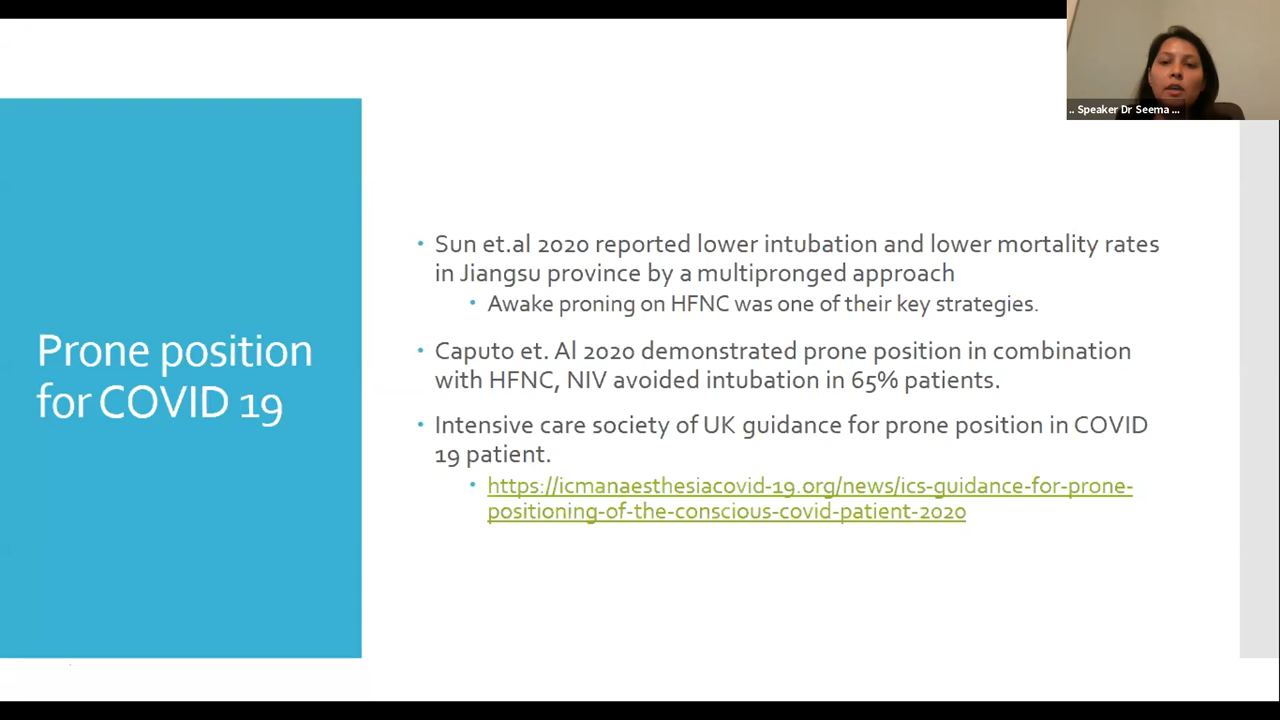 .. Speaker Dr Seema ...
Prone position
for COVID 19
• Sun et.al 2020 reported lower intubation and lower mortality rates
in Jiangsu province by a multipronged approach
• Awake proning on HFNC was one of their key strategies.
• Caputo et. Al 2020 demonstrated prone position in combination
with HFNC, NIV avoided intubation in 65% patients.
• Intensive care society of UK guidance for prone position in COVID
19 patient.
• https://icmanaesthesiacovid-19.org/news/ics-guidance-for-prone-
positioning-of-the-conscious-covid-patient-2020